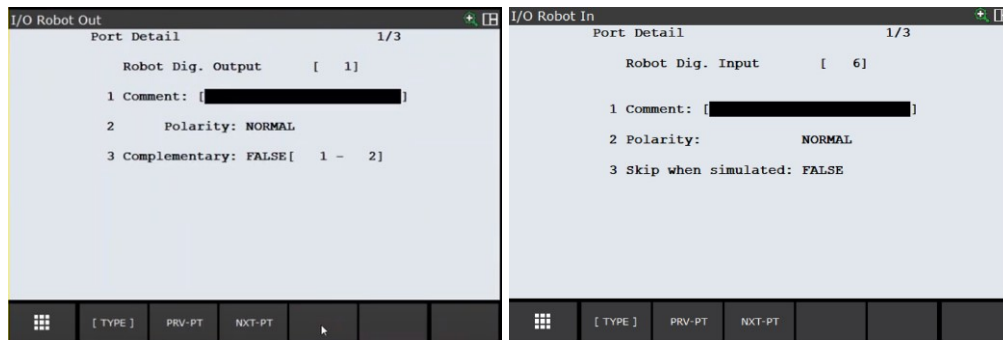 I/O Robot Out
Port Detail 1/3
Robot Dig. Output [ 1]
1 Comment: [ ]
2 Polarity: NORMAL
3 Complementary: FALSE[ 1 - 2]
[ TYPE ] PRV-PT NXT-PT
I/O Robot In
Port Detail 1/3
Robot Dig. Input [ 6]
1 Comment: [ ]
2 Polarity: NORMAL
3 Skip when simulated: FALSE
[ TYPE ] PRV-PT NXT-PT